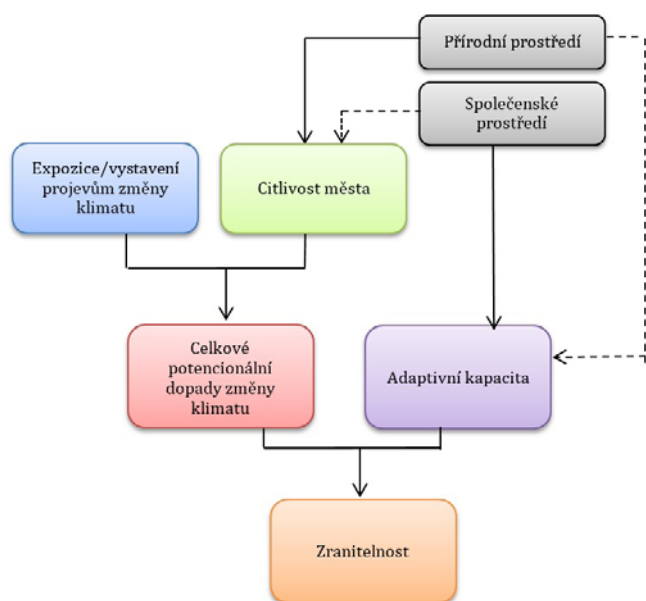 Přírodní prostředí
Společenské
prostředí
Expozice/vystavení
projevům změny
klimatu
Citlivost města
Celkové
potencionální
dopady změny
klimatu
Adaptivní kapacita
Zranitelnost